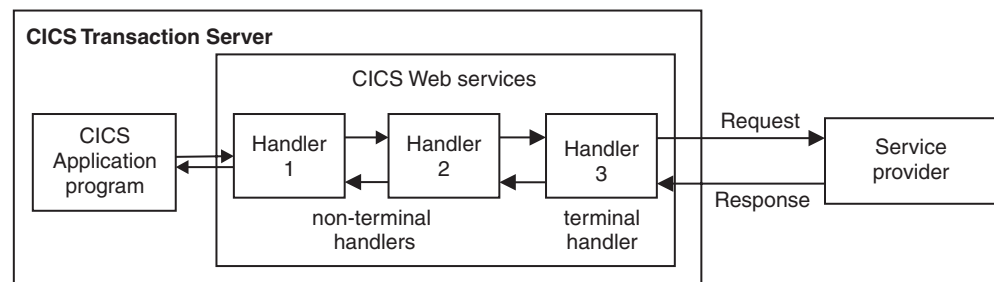 CICS Transaction Server
CICS Web services
CICS
Application
program
Handler
1
Handler
2
Handler
3
Request
Response
Service
provider
non-terminal
handlers
terminal
handler